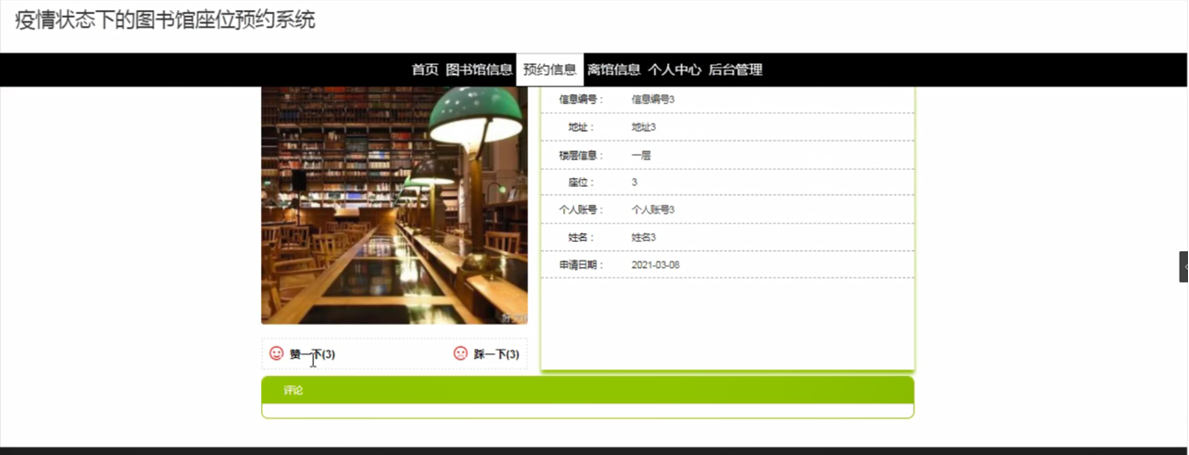 疫情状态下的图书馆座位预约系统
首页 图书馆信息 预约信息 离馆信息 个人中心 后台管理
信息编号： 信息编号3
地址： 地址3
楼层信息： 一层
座位： 3
个人账号： 个人账号3
姓名： 姓名3
申请日期： 2021-03-08
赞一下(3) 踩一下(3)
评论